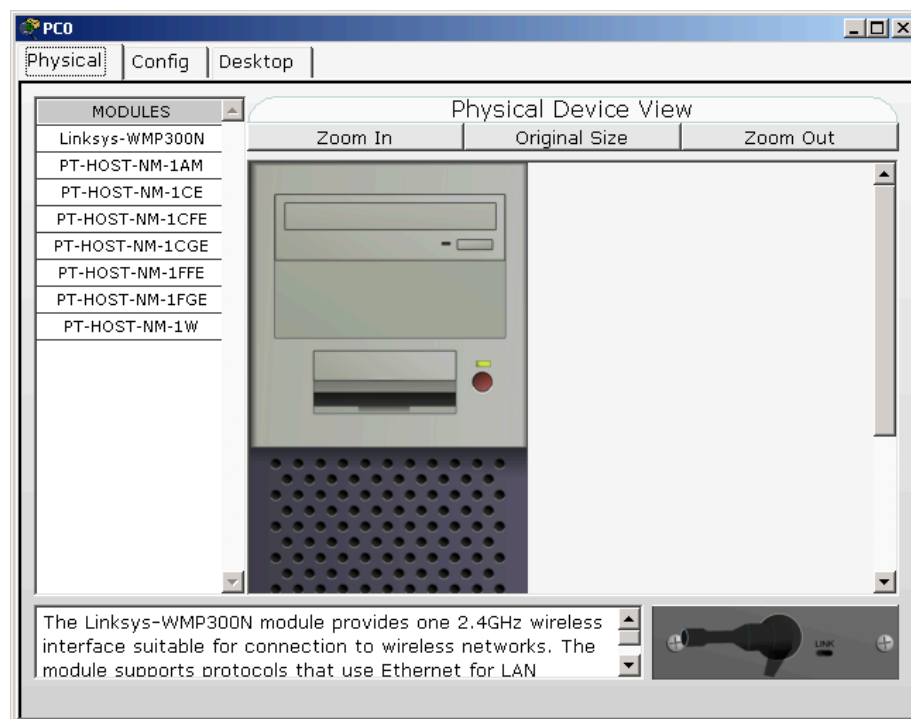 PC0
Physical Config Desktop
MODULES
Linksys-WMP300N
PT-HOST-NM-1AM
PT-HOST-NM-1CE
PT-HOST-NM-1CFE
PT-HOST-NM-1CGE
PT-HOST-NM-1FFE
PT-HOST-NM-1FGE
PT-HOST-NM-1W
Physical Device View
Zoom In Original Size Zoom Out
The Linksys-WMP300N module provides one 2.4GHz wireless
interface suitable for connection to wireless networks. The
module supports protocols that use Ethernet for LAN
LINK